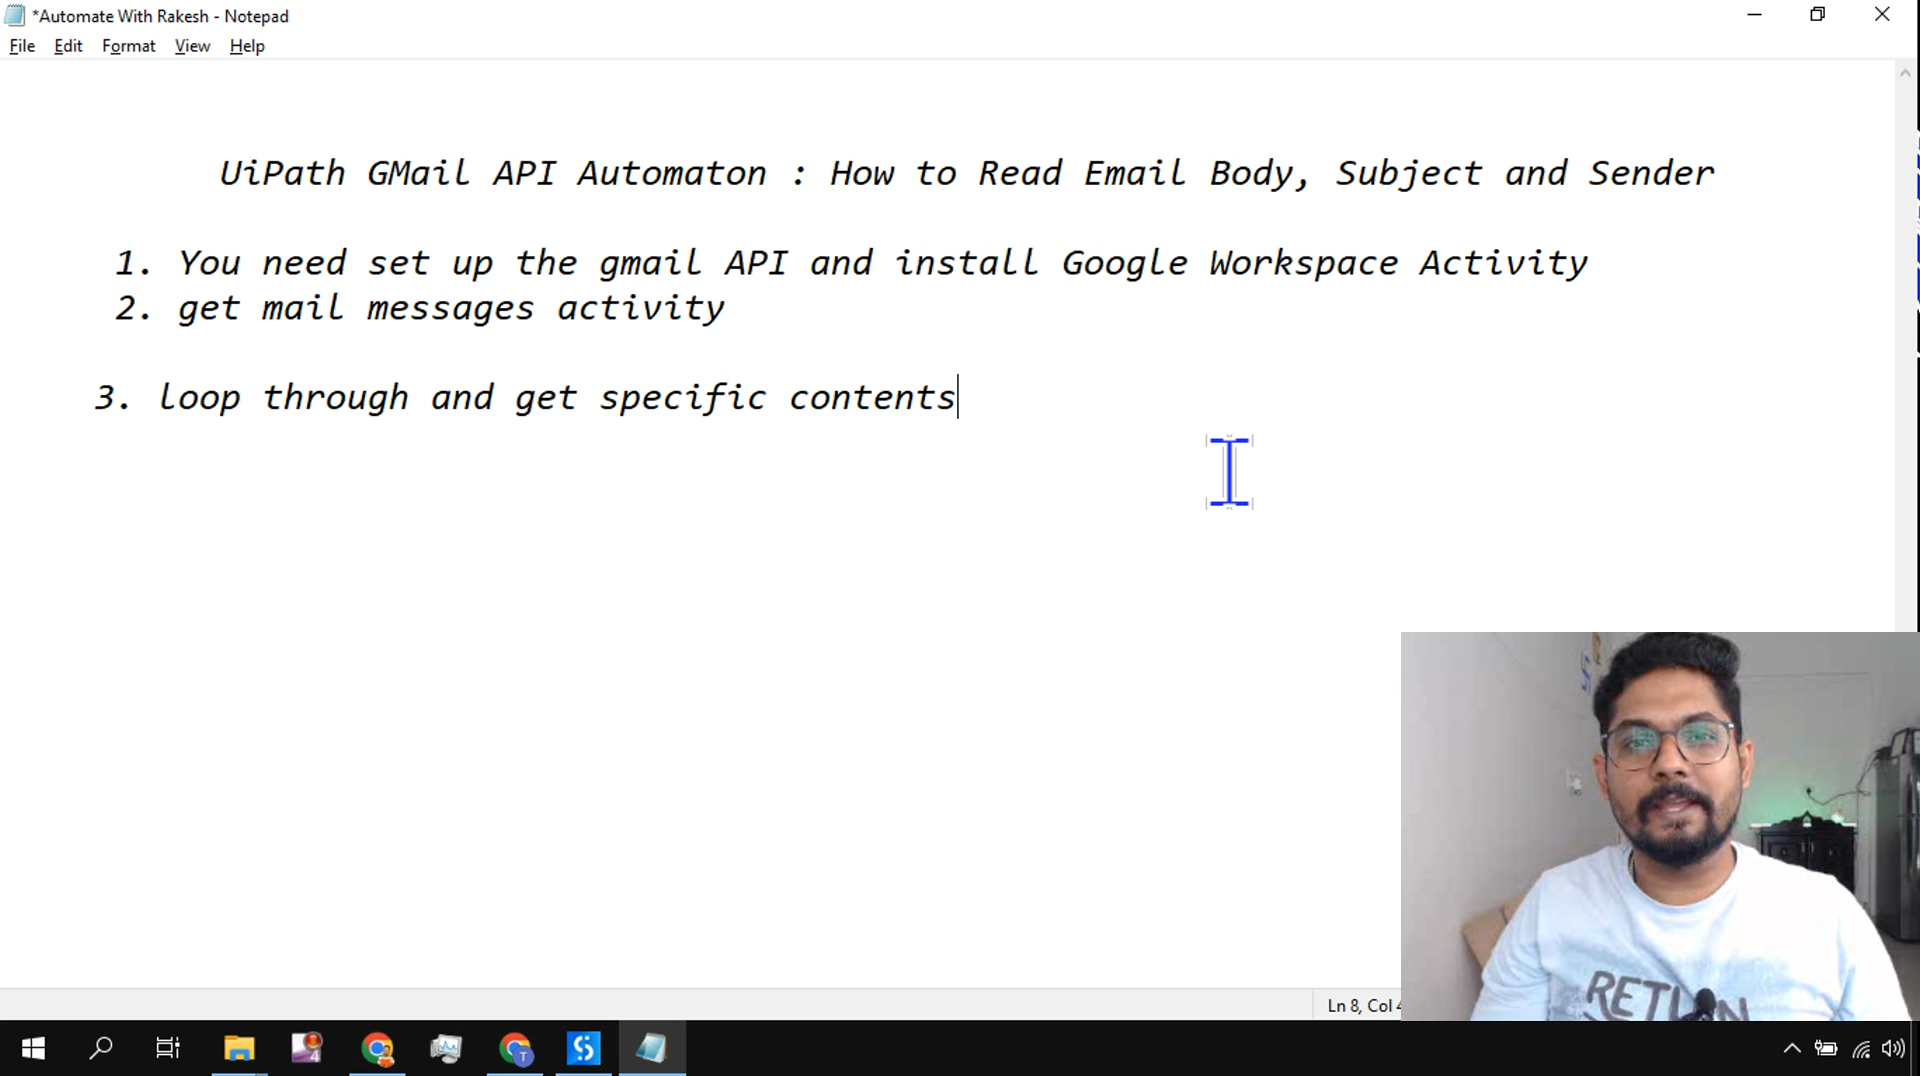 *Automate With Rakesh - Notepad
File Edit Format View Help
UiPath GMail API Automaton : How to Read Email Body, Subject and Sender
1. You need set up the gmail API and install Google Workspace Activity
2. get mail messages activity
3. loop through and get specific contents
Ln 8, Col
4
T